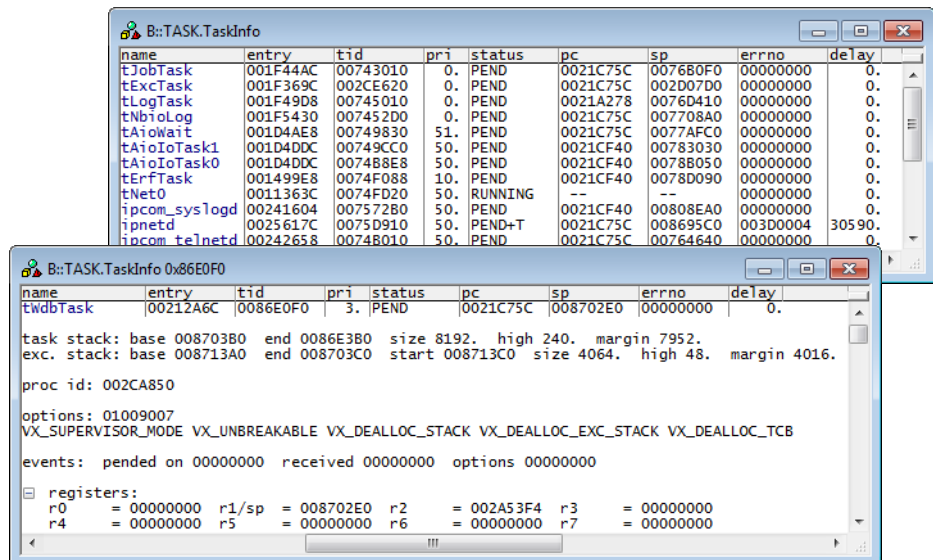 B::TASK.TaskInfo
name entry tid pri status pc sp errno delay
tJobTask 001F44AC 00743010 0. PEND 0021C75C 0076B0F0 00000000 0.
tExcTask 001F369C 002CE620 0. PEND 0021C75C 002D07D0 00000000 0.
tLogTask 001F49D8 00745010 0. PEND 0021A278 0076D410 00000000 0.
tNbioLog 001F5430 007452D0 0. PEND 0021C75C 007708A0 00000000 0.
tAioWait 001D4AE8 00749830 51. PEND 0021C75C 0077AFC0 00000000 0.
tAioIoTask1 001D4DDC 00749CC0 50. PEND 0021CF40 00783030 00000000 0.
tAioIoTask0 001D4DDC 0074B8E8 50. PEND 0021CF40 0078B050 00000000 0.
tErfTask 001499E8 0074F088 10. PEND 0021CF40 0078D090 00000000 0.
tNet0 0011363C 0074FD20 50. RUNNING -- -- 00000000 0.
ipcom_syslogd 00241604 007572B0 50. PEND 0021CF40 00808EA0 00000000 0.
ipnetd 0025617C 0075D910 50. PEND+T 0021C75C 008695C0 003D0004 30590.
ipcom_telnetd 00242658 0074B010 50. PEND 0021C75C 00764640 00000000 0.
B::TASK.TaskInfo 0x86E0F0
name entry tid pri status pc sp errno delay
tWdbTask 00212A6C 0086E0F0 3. PEND 0021C75C 008702E0 00000000 0.
task stack: base 008703B0 end 0086E3B0 size 8192. high 240. margin 7952.
exc. stack: base 008713A0 end 008703C0 start 008713C0 size 4064. high 48. margin 4016.
proc id: 002CA850
options: 01009007
VX_SUPERVISOR_MODE VX_UNBREAKABLE VX_DEALLOC_STACK VX_DEALLOC_EXC_STACK VX_DEALLOC_TCB
events: pended on 00000000 received 00000000 options 00000000
registers:
r0 = 00000000 r1/sp = 008702E0 r2 = 002A53F4 r3 = 00000000
r4 = 00000000 r5 = 00000000 r6 = 00000000 r7 = 00000000